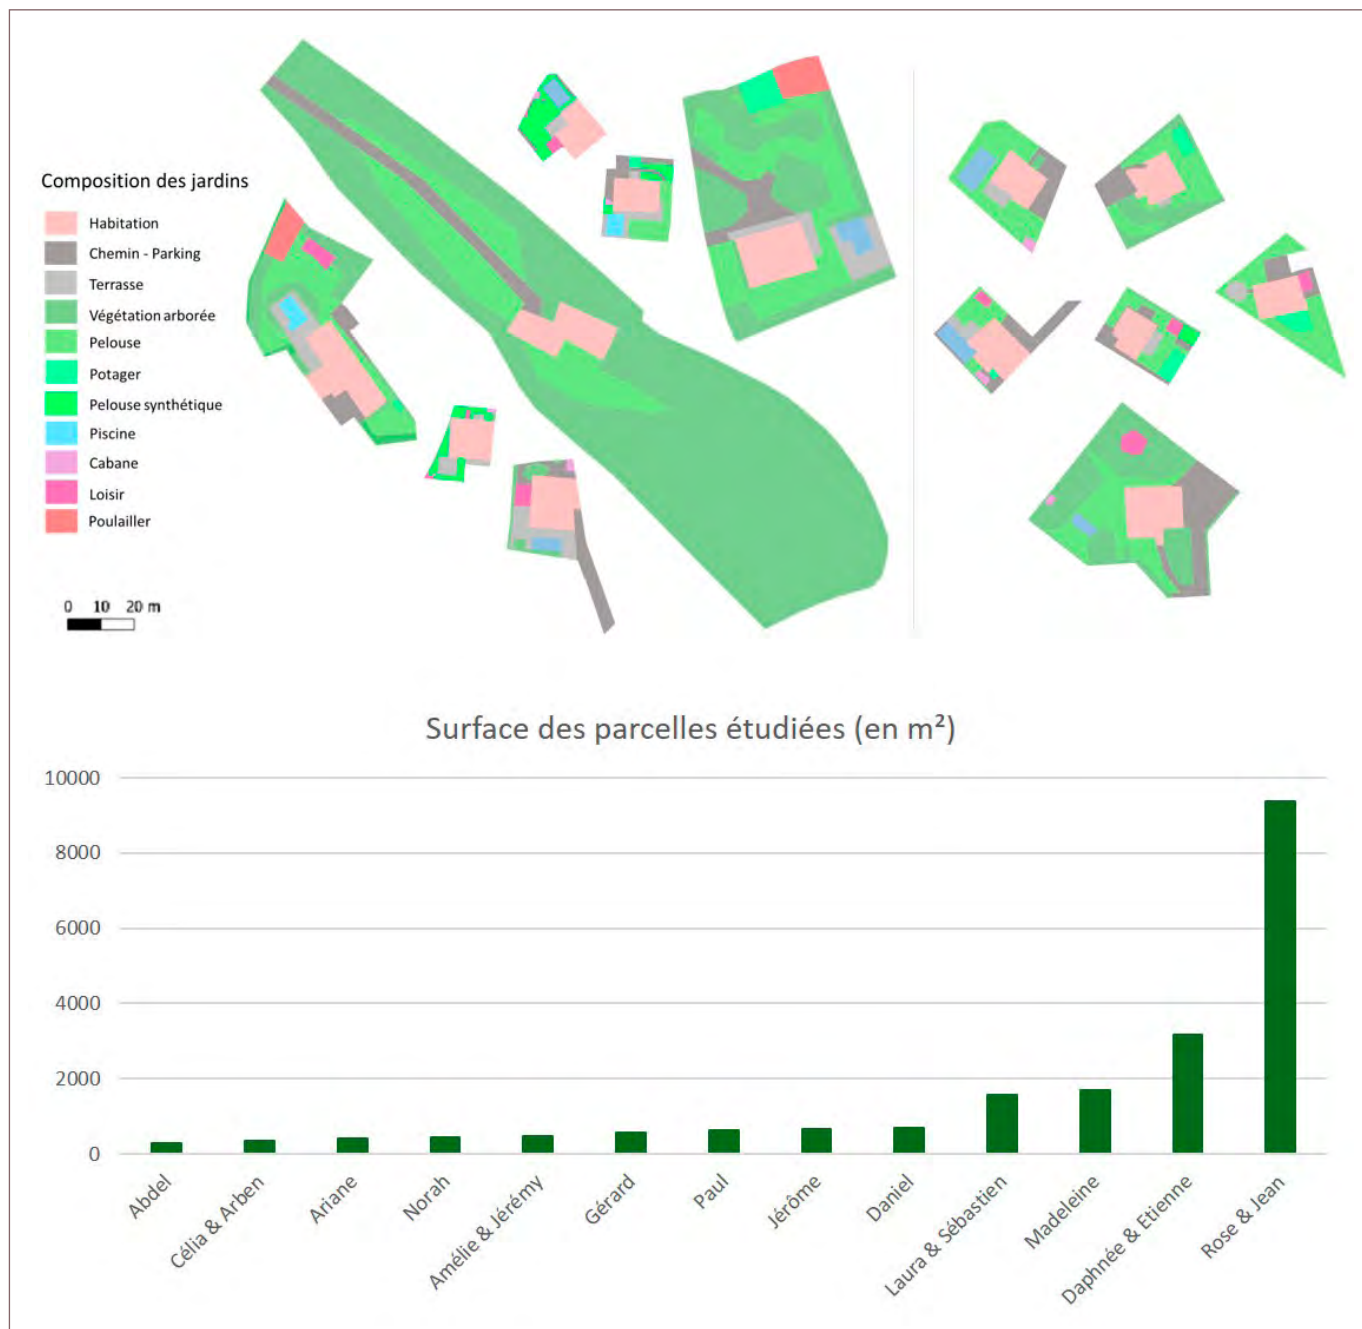 Composition des jardins
Habitation
Chemin - Parking
Terrasse
Végétation arborée
Pelouse
Potager
Pelouse synthétique
Piscine
Cabane
Loisir
Poulailler
0 10 20 m
Surface des parcelles étudiées (en m²)
10000
8000
6000
4000
2000
0
Abdel
Célia & Arben
Ariane
Norah
Amélie & Jérémy
Gérard
Paul
Jérôme
Daniel
Laura & Sébastien
Madeleine
Daphnée & Etienne
Rose & Jean